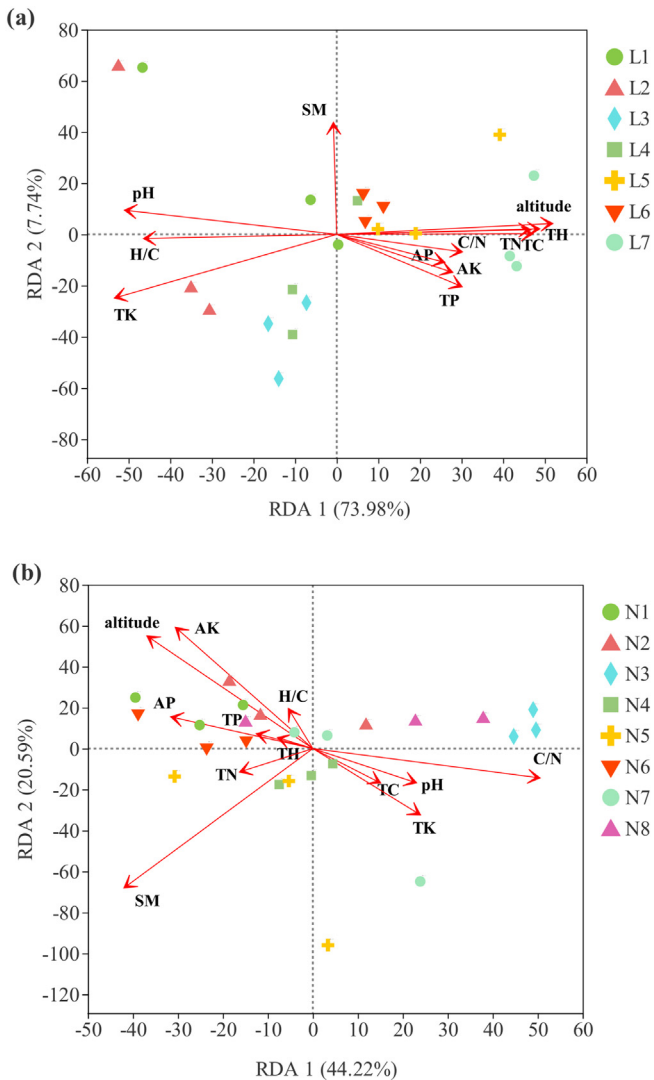 (a)
80
60
40
20
0
-20
-40
-60
-80
RDA 2 (7.74%)
-60 -50 -40 -30 -20 -10 0 10 20 30 40 50 60
RDA 1 (73.98%)
SM
pH
H/C
TK
altitude
C/N
TN
TC
TH
AP
AK
TP
L1
L2
L3
L4
L5
L6
L7
(b)
80
60
40
20
0
-20
-40
-60
-80
-100
-120
RDA 2 (20.59%)
-50 -40 -30 -20 -10 0 10 20 30 40 50 60
RDA 1 (44.22%)
altitude
AK
AP
H/C
TP
TH
TN
C/N
TC
pH
TK
SM
N1
N2
N3
N4
N5
N6
N7
N8